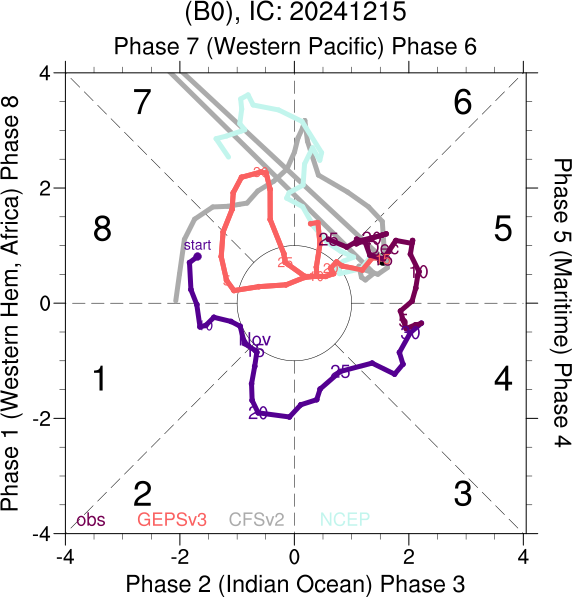 (B0), IC: 20241215
Phase 7 (Western Pacific) Phase 6
4
7
6
2
8
5
start
25
20
Dec
15
10
0
5
30
Nov
15
1
4
25
-2
20
2
3
obs
GEPSv3
CFSv2
NCEP
-4
-4
-2
0
2
4
Phase 2 (Indian Ocean) Phase 3
Phase 1 (Western Hem, Africa) Phase 8
Phase 5 (Maritime) Phase 4